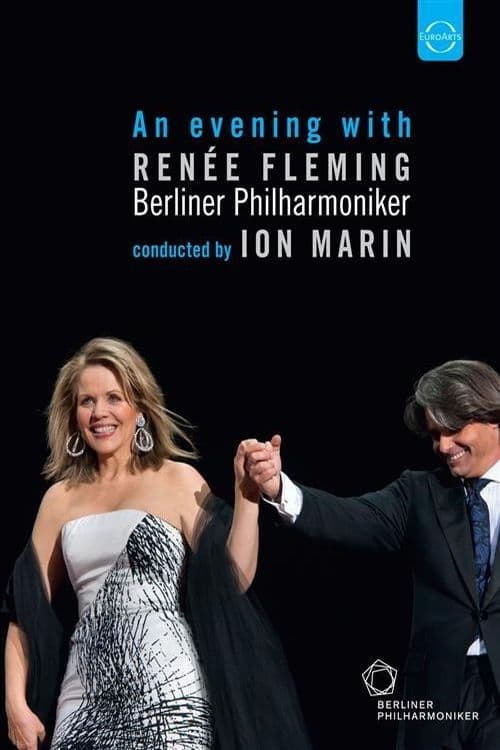 EUROARTS
An evening with
RENÉE FLEMING
Berliner Philharmoniker
conducted by ION MARIN
BERLINER
PHILHARMONIKER